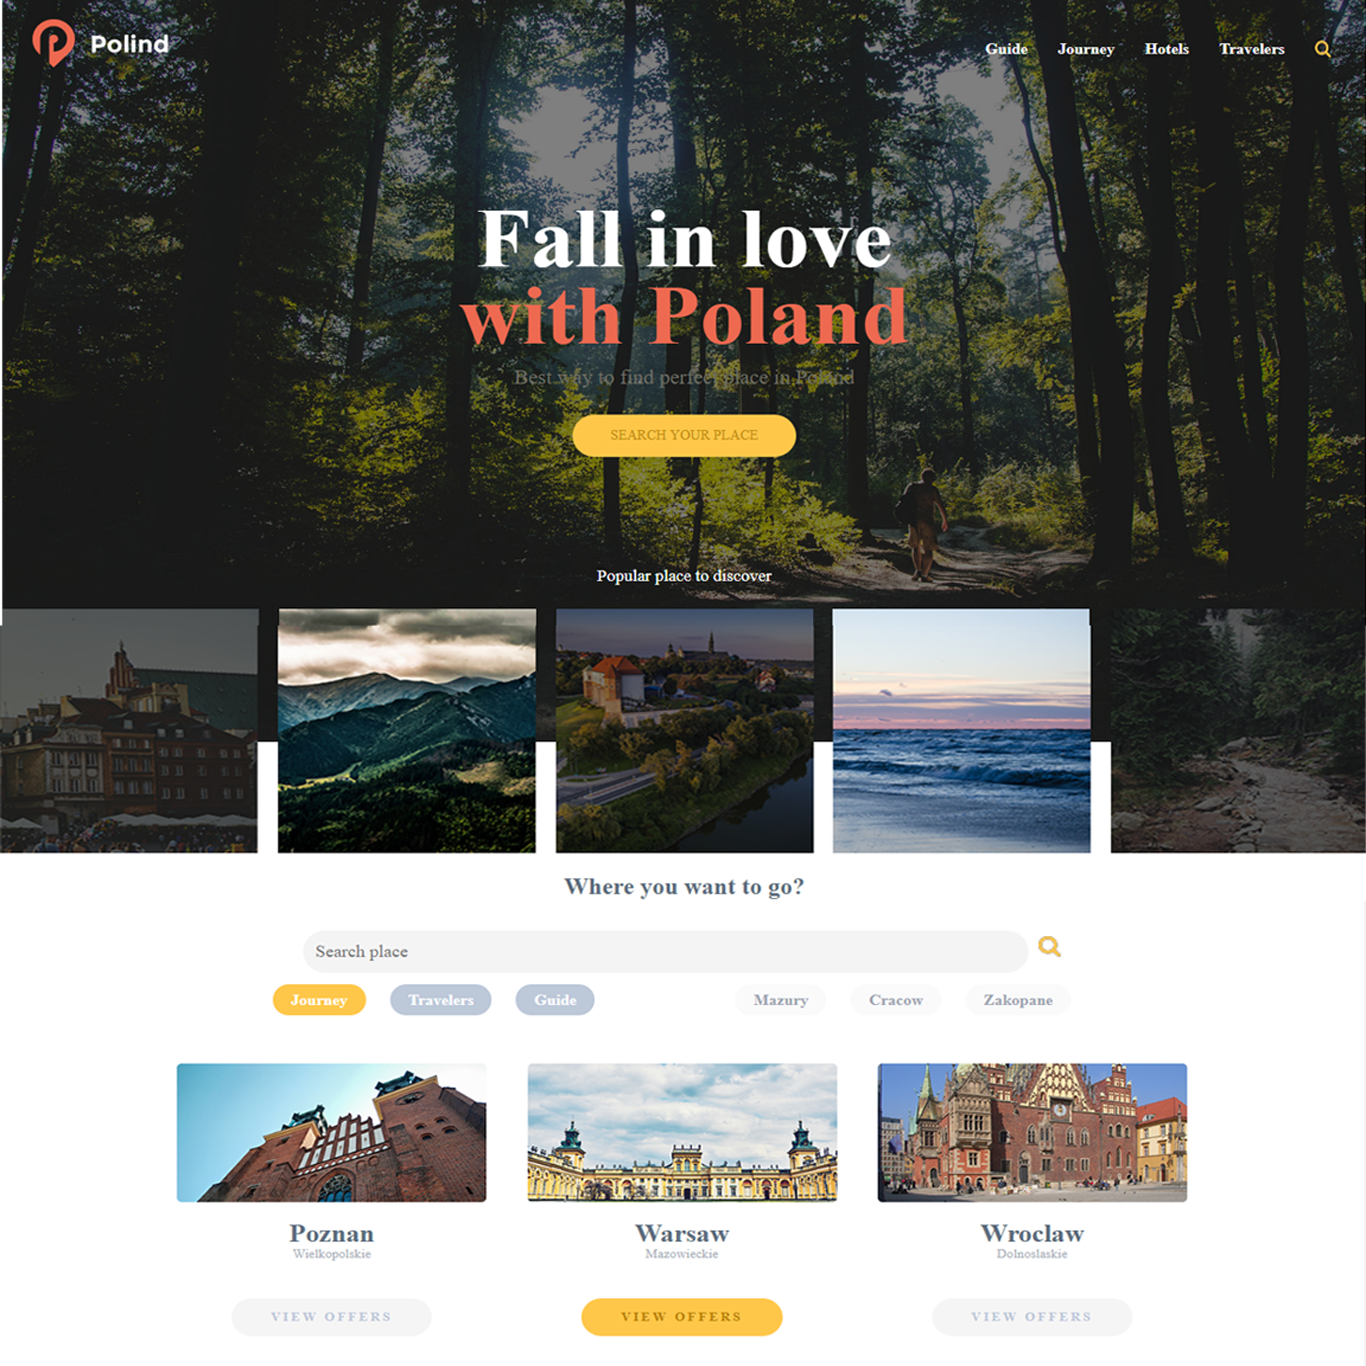 Polind
Guide Journey Hotels Travelers
Fall in love
with Poland
Best way to find perfect place in Poland
SEARCH YOUR PLACE
Popular place to discover
Where you want to go?
Search place
Journey Travelers Guide Mazury Cracow Zakopane
Poznan Warsaw Wroclaw
Wielkopolskie Mazowieckie Dolnoslaskie
VIEW OFFERS VIEW OFFERS VIEW OFFERS